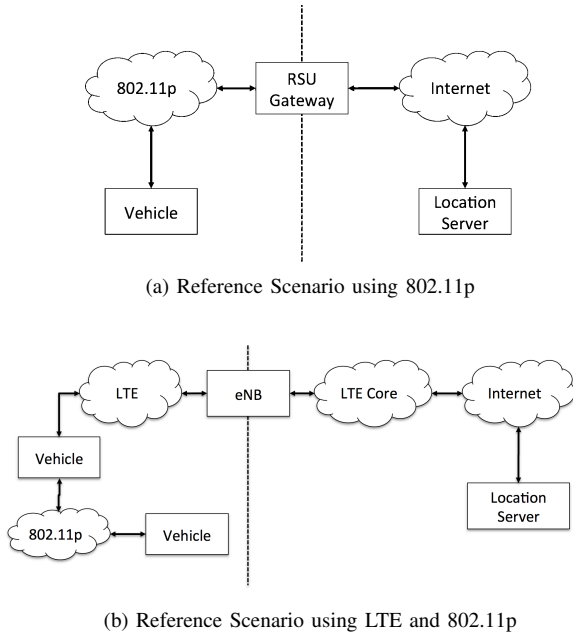 802.11p
RSU
Gateway
Internet
Vehicle
Location
Server
(a) Reference Scenario using 802.11p
LTE
eNB
LTE Core
Internet
Vehicle
802.11p
Vehicle
Location
Server
(b) Reference Scenario using LTE and 802.11p